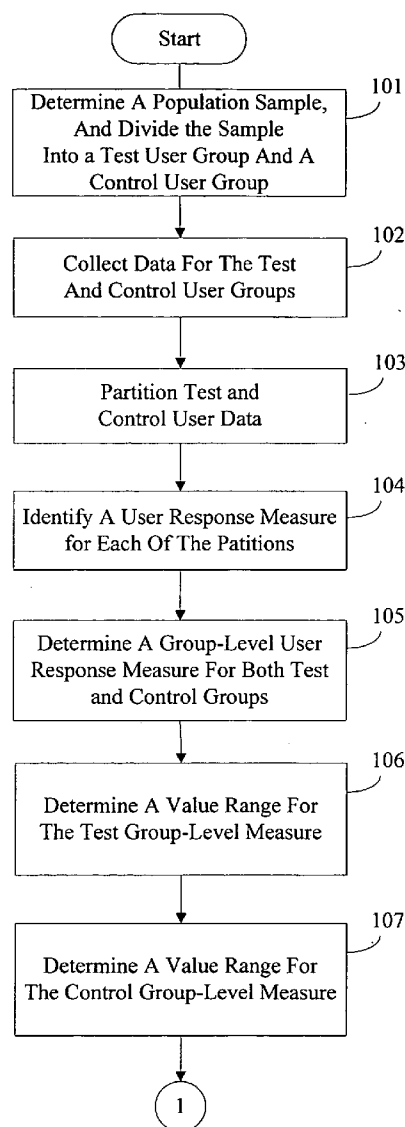 Start
101
Determine A Population Sample,
And Divide the Sample
Into a Test User Group And A
Control User Group
102
Collect Data For The Test
And Control User Groups
103
Partition Test and
Control User Data
104
Identify A User Response Measure
for Each Of The Patitions
105
Determine A Group-Level User
Response Measure For Both Test
and Control Groups
106
Determine A Value Range For
The Test Group-Level Measure
107
Determine A Value Range For
The Control Group-Level Measure
1